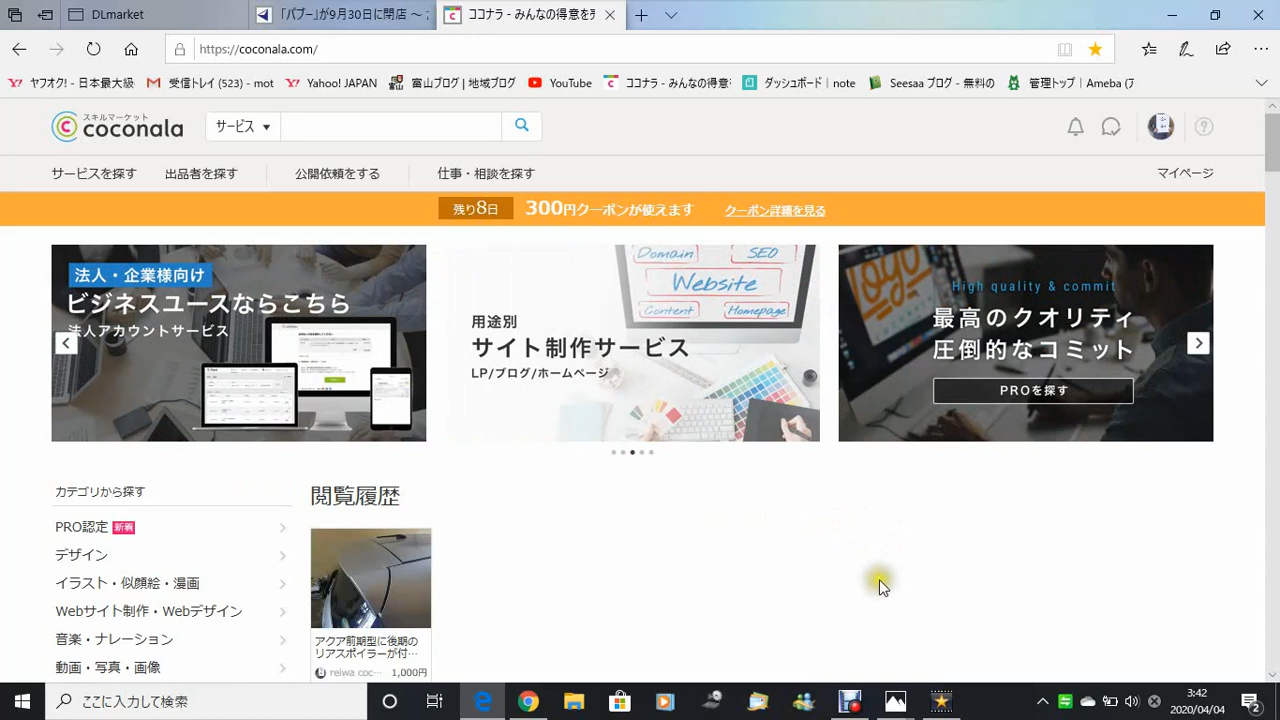 DLmarket
「パブー」が9月30日に閉店 ～
ココナラ - みんなの得意を売
https://coconala.com/
ヤフオク! - 日本最大級
受信トレイ (523) - mot
Yahoo! JAPAN
富山ブログ | 地域ブログ
YouTube
ココナラ - みんなの得意
ダッシュボード | note
Seesaa ブログ - 無料の
管理トップ | Ameba (ア
スキルマーケット
coconala
サービス
サービスを探す
出品者を探す
公開依頼をする
仕事・相談を探す
マイページ
残り8日
300円クーポンが使えます
クーポン詳細を見る
法人・企業様向け
ビジネスユースならこちら
法人アカウントサービス
用途別
サイト制作サービス
LP/ブログ/ホームページ
Domain
SEO
Website
Content
Homepage
High quality & commit
最高のクオリティ
圧倒的なコミット
PROを探す
カテゴリから探す
PRO認定 新着
デザイン
イラスト・似顔絵・漫画
Webサイト制作・Webデザイン
音楽・ナレーション
動画・写真・画像
閲覧履歴
アクア前期型に後期の
リアスポイラーが付…
reiwa coc…
1,000円
ここに入力して検索
3:42
2020/04/04
2